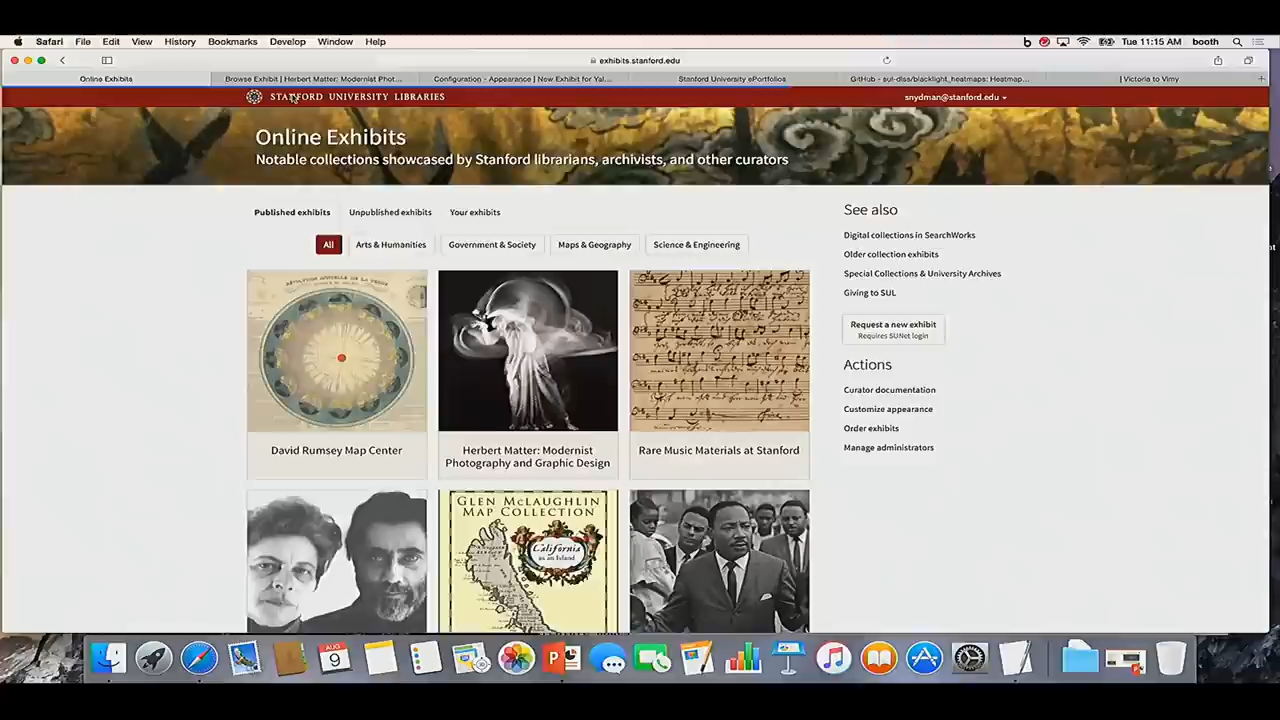 Safari File Edit View History Bookmarks Develop Window Help
Tue 11:15 AM booth
exhibits.stanford.edu
Online Exhibits
Browse Exhibit | Herbert Matter: Modernist Phot...
Configuration - Appearance | New Exhibit for Yal...
Stanford University ePortfolios
GitHub - sul-dlss/blacklight_heatmaps: Heatmap...
| Victoria to Vimy
STANFORD UNIVERSITY LIBRARIES
snydman@stanford.edu
Online Exhibits
Notable collections showcased by Stanford librarians, archivists, and other curators
Published exhibits Unpublished exhibits Your exhibits
All Arts & Humanities Government & Society Maps & Geography Science & Engineering
David Rumsey Map Center
Herbert Matter: Modernist
Photography and Graphic Design
Rare Music Materials at Stanford
GLEN MCLAUGHLIN
MAP COLLECTION
California
as an Island
See also
Digital collections in SearchWorks
Older collection exhibits
Special Collections & University Archives
Giving to SUL
Request a new exhibit
Requires SUNet login
Actions
Curator documentation
Customize appearance
Order exhibits
Manage administrators
AUG
9